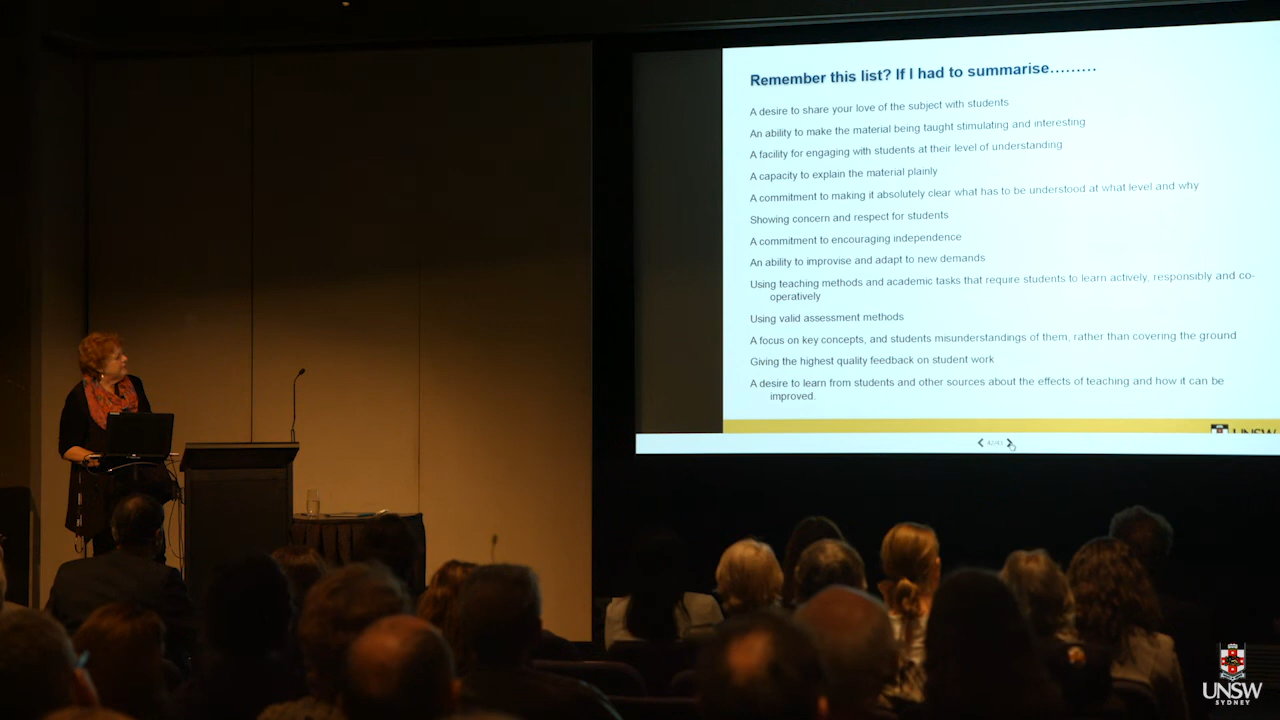 Remember this list? If I had to summarise.........
A desire to share your love of the subject with students
An ability to make the material being taught stimulating and interesting
A facility for engaging with students at their level of understanding
A capacity to explain the material plainly
A commitment to making it absolutely clear what has to be understood at what level and why
Showing concern and respect for students
A commitment to encouraging independence
An ability to improvise and adapt to new demands
Using teaching methods and academic tasks that require students to learn actively, responsibly and co-
operatively
Using valid assessment methods
A focus on key concepts, and students misunderstandings of them, rather than covering the ground
Giving the highest quality feedback on student work
A desire to learn from students and other sources about the effects of teaching and how it can be
improved.
UNSW
42/43
UNSW
SYDNEY